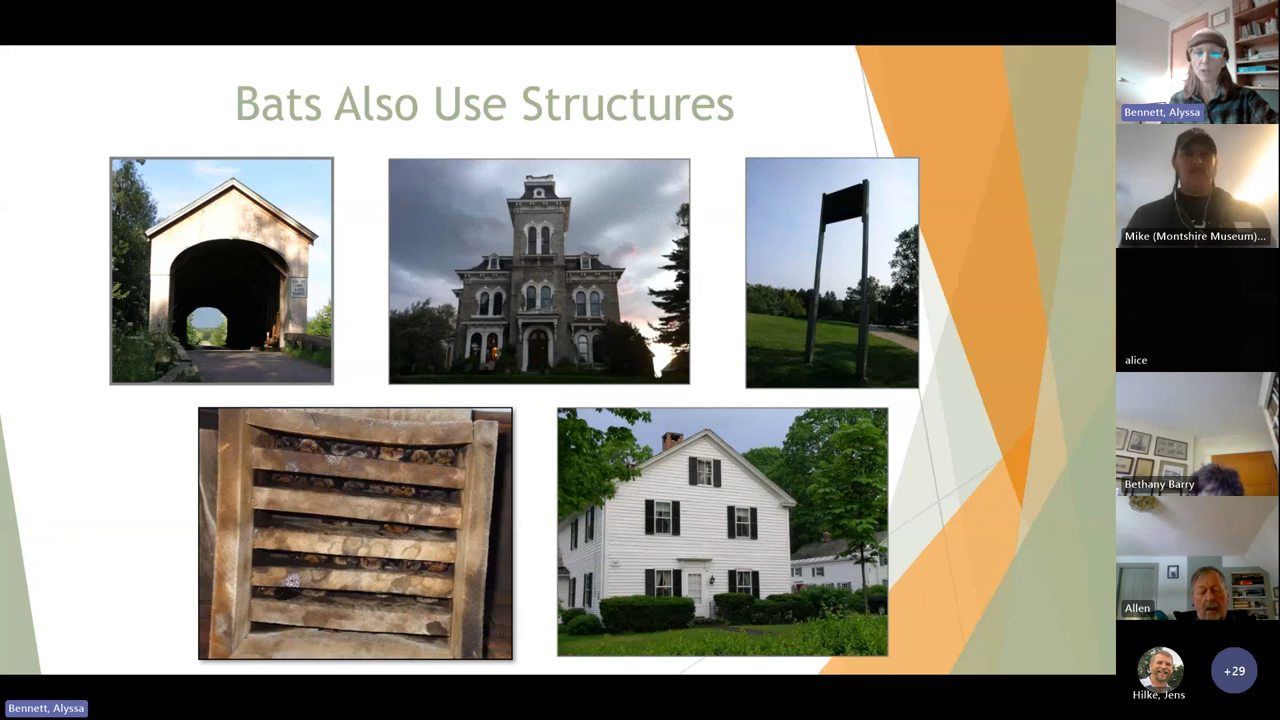 Bats Also Use Structures
Bennett, Alyssa
Mike (Montshire Museum)...
alice
Bethany Barry
Allen
Hilke, Jens
+29
Bennett, Alyssa